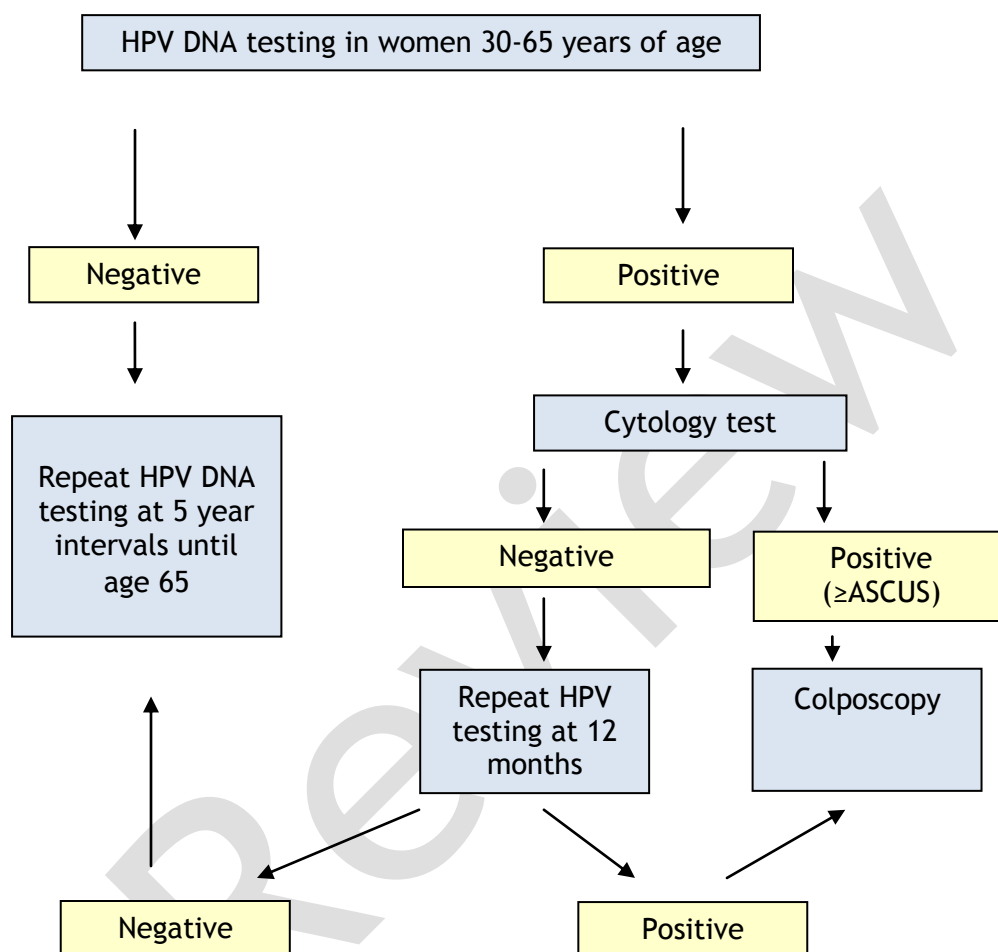 HPV DNA testing in women 30-65 years of age
Negative
Positive
Cytology test
Repeat HPV DNA
testing at 5 year
intervals until
age 65
Negative
Positive
(≥ASCUS)
Repeat HPV
testing at 12
months
Colposcopy
Negative
Positive
Review